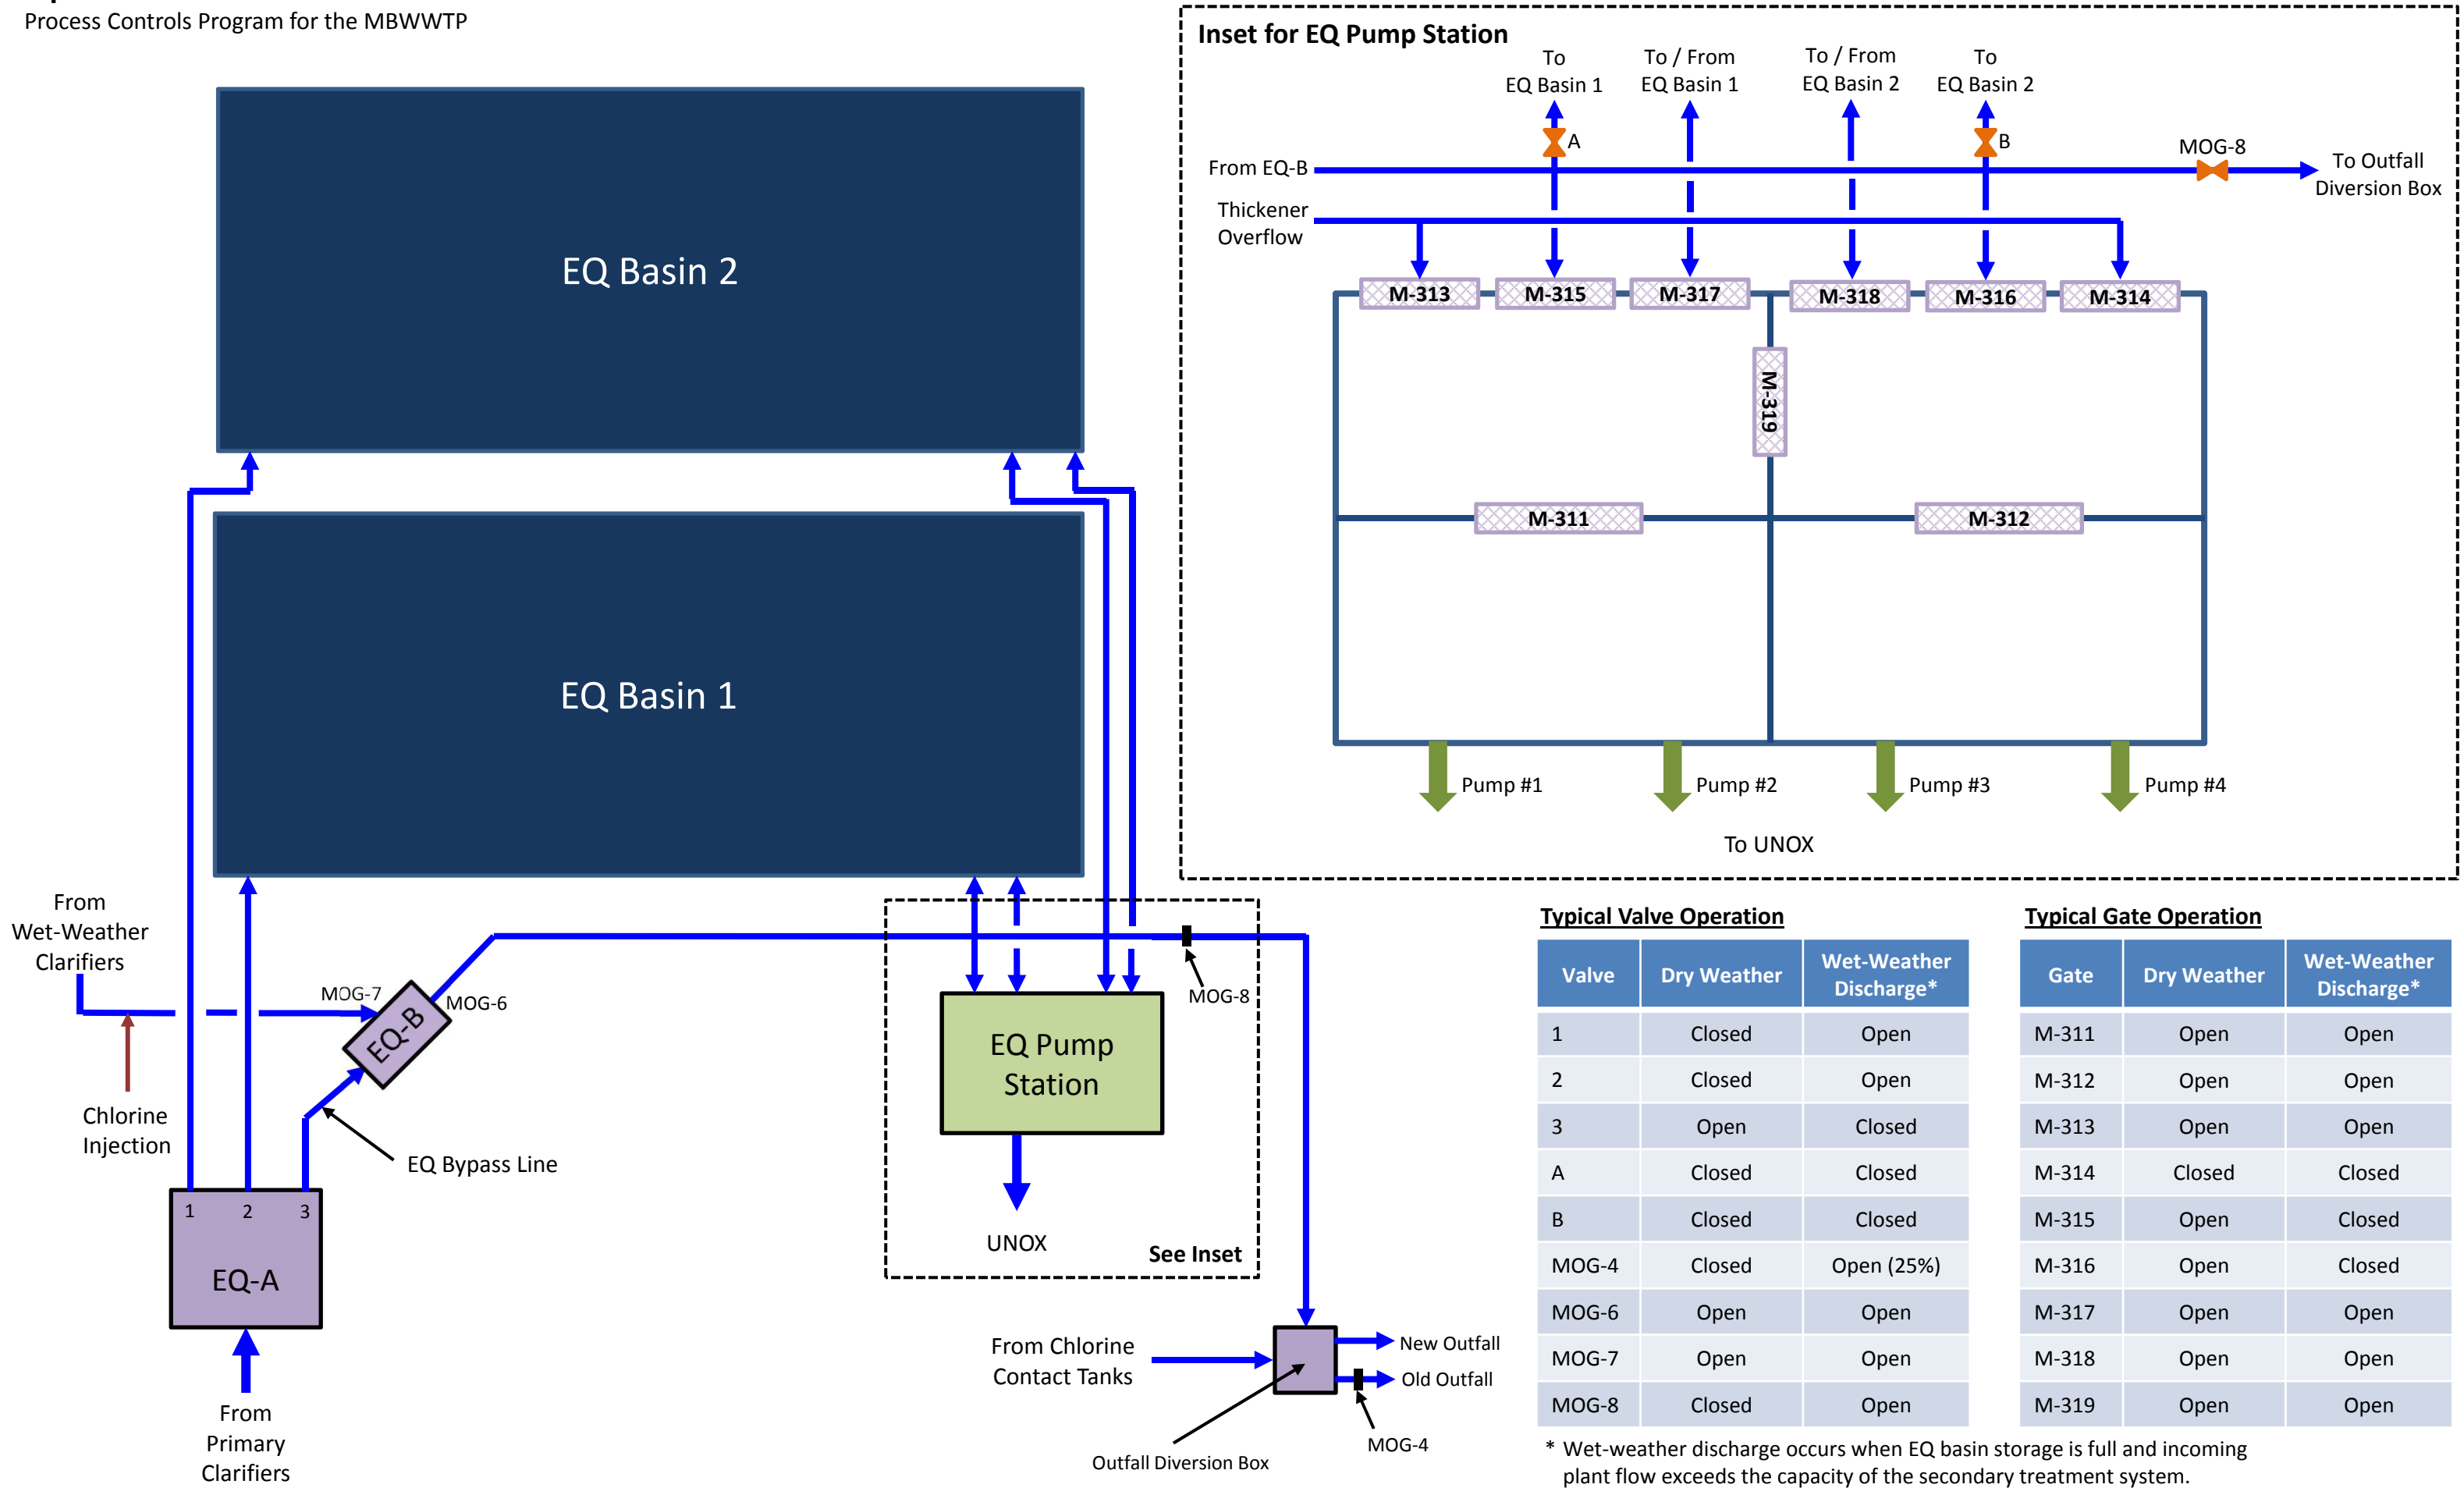 Process Controls Program for the MBWWTP
EQ Basin 2
EQ Basin 1
From
Wet-Weather
Clarifiers
MOG-7
MOG-6
EQ-B
Chlorine
Injection
EQ Bypass Line
1 2 3
EQ-A
From
Primary
Clarifiers
MOG-8
EQ Pump
Station
UNOX
See Inset
From Chlorine
Contact Tanks
New Outfall
Old Outfall
MOG-4
Outfall Diversion Box
Inset for EQ Pump Station
To
EQ Basin 1
To / From
EQ Basin 1
To / From
EQ Basin 2
To
EQ Basin 2
A
B
MOG-8
From EQ-B
To Outfall
Diversion Box
Thickener
Overflow
M-313 M-315 M-317 M-318 M-316 M-314
M-319
M-311 M-312
Pump #1 Pump #2 Pump #3 Pump #4
To UNOX
Typical Valve Operation
Valve Dry Weather Wet-Weather Discharge*
1 Closed Open
2 Closed Open
3 Open Closed
A Closed Closed
B Closed Closed
MOG-4 Closed Open (25%)
MOG-6 Open Open
MOG-7 Open Open
MOG-8 Closed Open
Typical Gate Operation
Gate Dry Weather Wet-Weather Discharge*
M-311 Open Open
M-312 Open Open
M-313 Open Open
M-314 Closed Closed
M-315 Open Closed
M-316 Open Closed
M-317 Open Open
M-318 Open Open
M-319 Open Open
* Wet-weather discharge occurs when EQ basin storage is full and incoming
plant flow exceeds the capacity of the secondary treatment system.